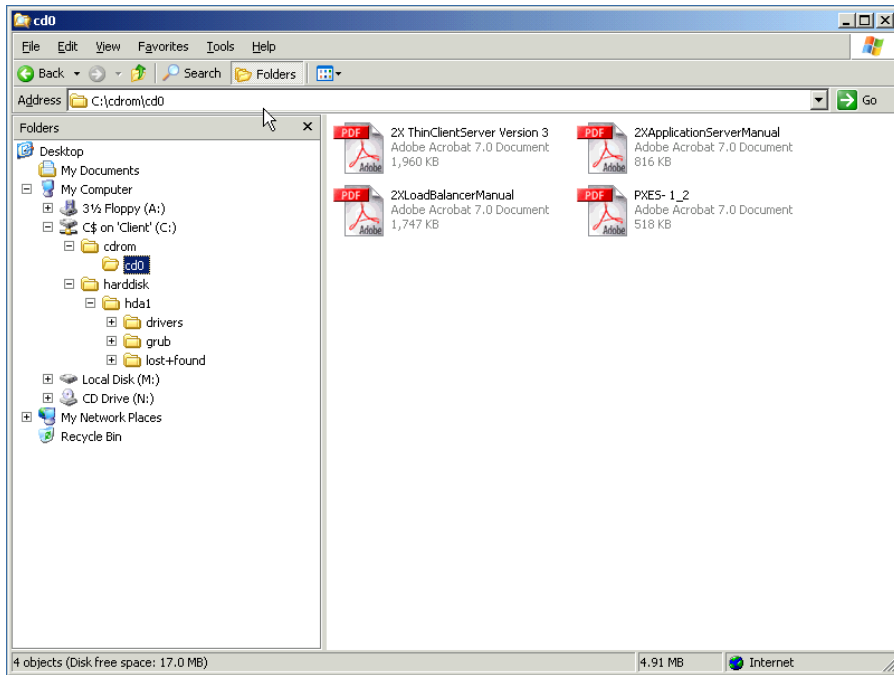 cd0
File Edit View Favorites Tools Help
Back Search Folders
Address C:\cdrom\cd0 Go
Folders
Desktop
My Documents
My Computer
3½ Floppy (A:)
C$ on 'Client' (C:)
cdrom
cd0
harddisk
hda1
drivers
grub
lost+found
Local Disk (M:)
CD Drive (N:)
My Network Places
Recycle Bin
PDF
Adobe
2X ThinClientServer Version 3
Adobe Acrobat 7.0 Document
1,960 KB
PDF
Adobe
2XApplicationServerManual
Adobe Acrobat 7.0 Document
816 KB
PDF
Adobe
2XLoadBalancerManual
Adobe Acrobat 7.0 Document
1,747 KB
PDF
Adobe
PXES- 1_2
Adobe Acrobat 7.0 Document
518 KB
4 objects (Disk free space: 17.0 MB) 4.91 MB Internet